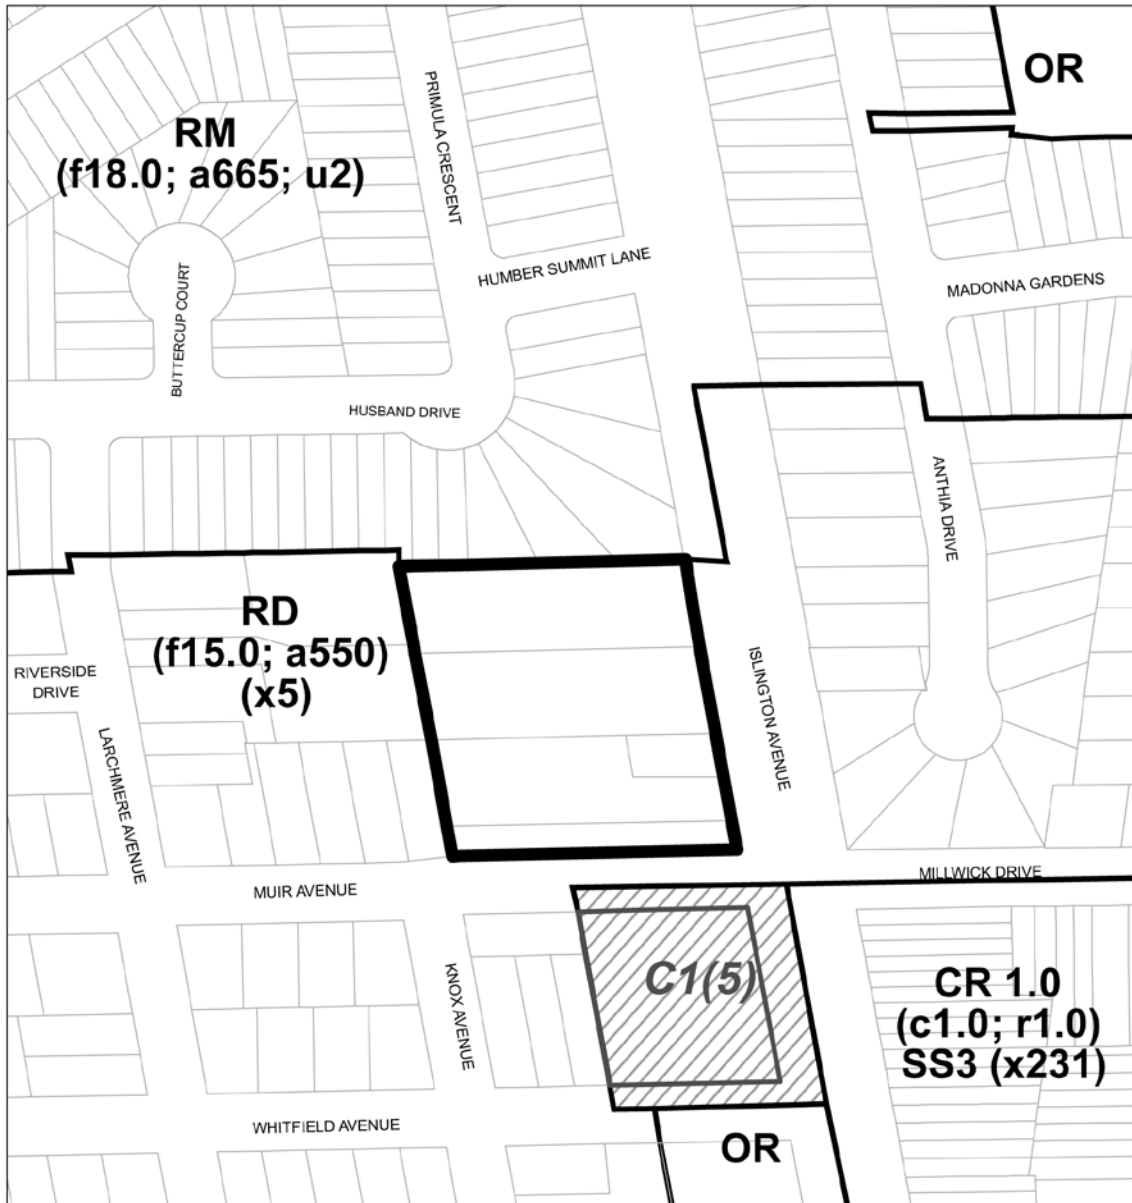 OR
RM
(f18.0; a665; u2)
PRIMULA CRESCENT
HUMBER SUMMIT LANE
MADONNA GARDENS
BUTTERCUP COURT
HUSBAND DRIVE
ANTHIA DRIVE
RD
(f15.0; a550)
(x5)
RIVERSIDE
DRIVE
ISLINGTON AVENUE
LARCHMERE AVENUE
MUIR AVENUE
MILLWICK DRIVE
C1(5)
KNOX AVENUE
CR 1.0
(c1.0; r1.0)
SS3 (x231)
WHITFIELD AVENUE
OR